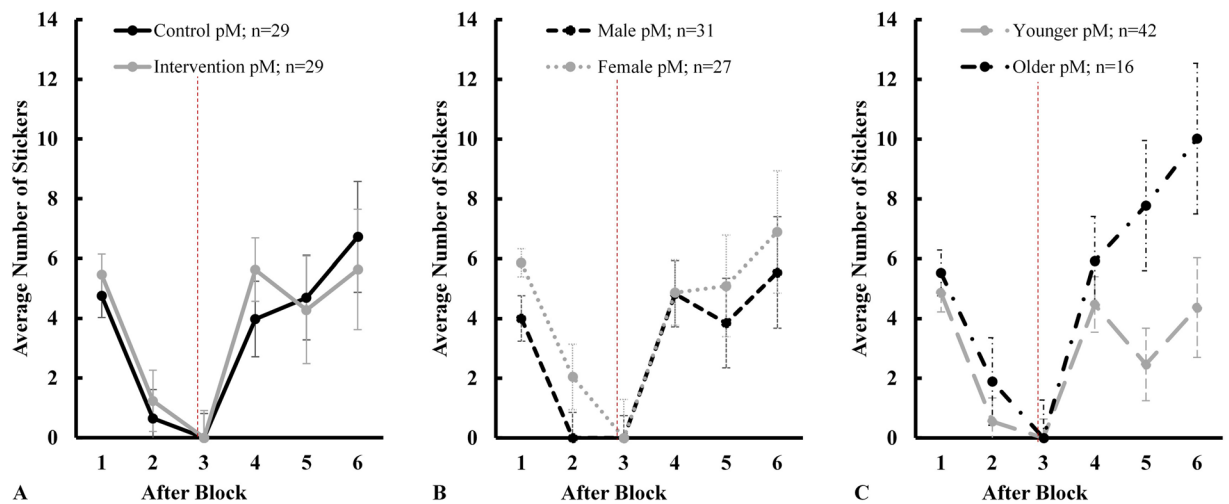 Average Number of Stickers
14
12
10
8
6
4
2
0
Control pM; n=29
Intervention pM; n=29
1 2 3 4 5 6
A After Block
Average Number of Stickers
14
12
10
8
6
4
2
0
Male pM; n=31
Female pM; n=27
1 2 3 4 5 6
B After Block
Average Number of Stickers
14
12
10
8
6
4
2
0
Younger pM; n=42
Older pM; n=16
1 2 3 4 5 6
C After Block